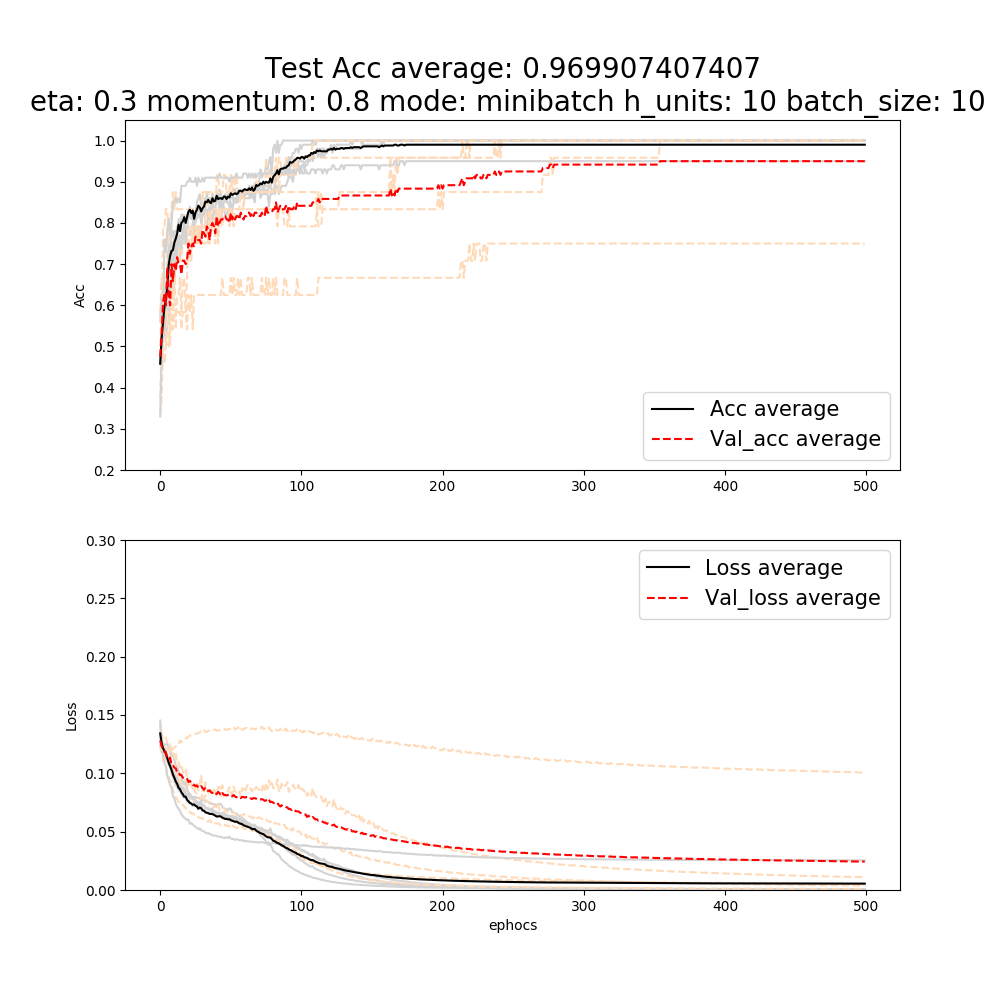 Test Acc average: 0.969907407407
eta: 0.3 momentum: 0.8 mode: minibatch h_units: 10 batch_size: 10
1.0
0.9
0.8
0.7
0.6
0.5
0.4
0.3
0.2
Acc
0 100 200 300 400 500
Acc average
Val_acc average
0.30
0.25
0.20
0.15
0.10
0.05
0.00
Loss
0 100 200 300 400 500
ephocs
Loss average
Val_loss average